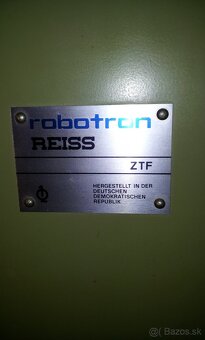 robotron
REISS
ZTF
HERGESTELLT IN DER
DEUTSCHEN
DEMOKRATISCHEN
REPUBLIK
© Bazos.sk